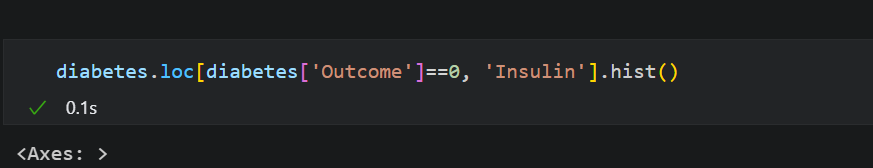 diabetes.loc[diabetes['Outcome']==0, 'Insulin'].hist()
0.1s
<Axes: >